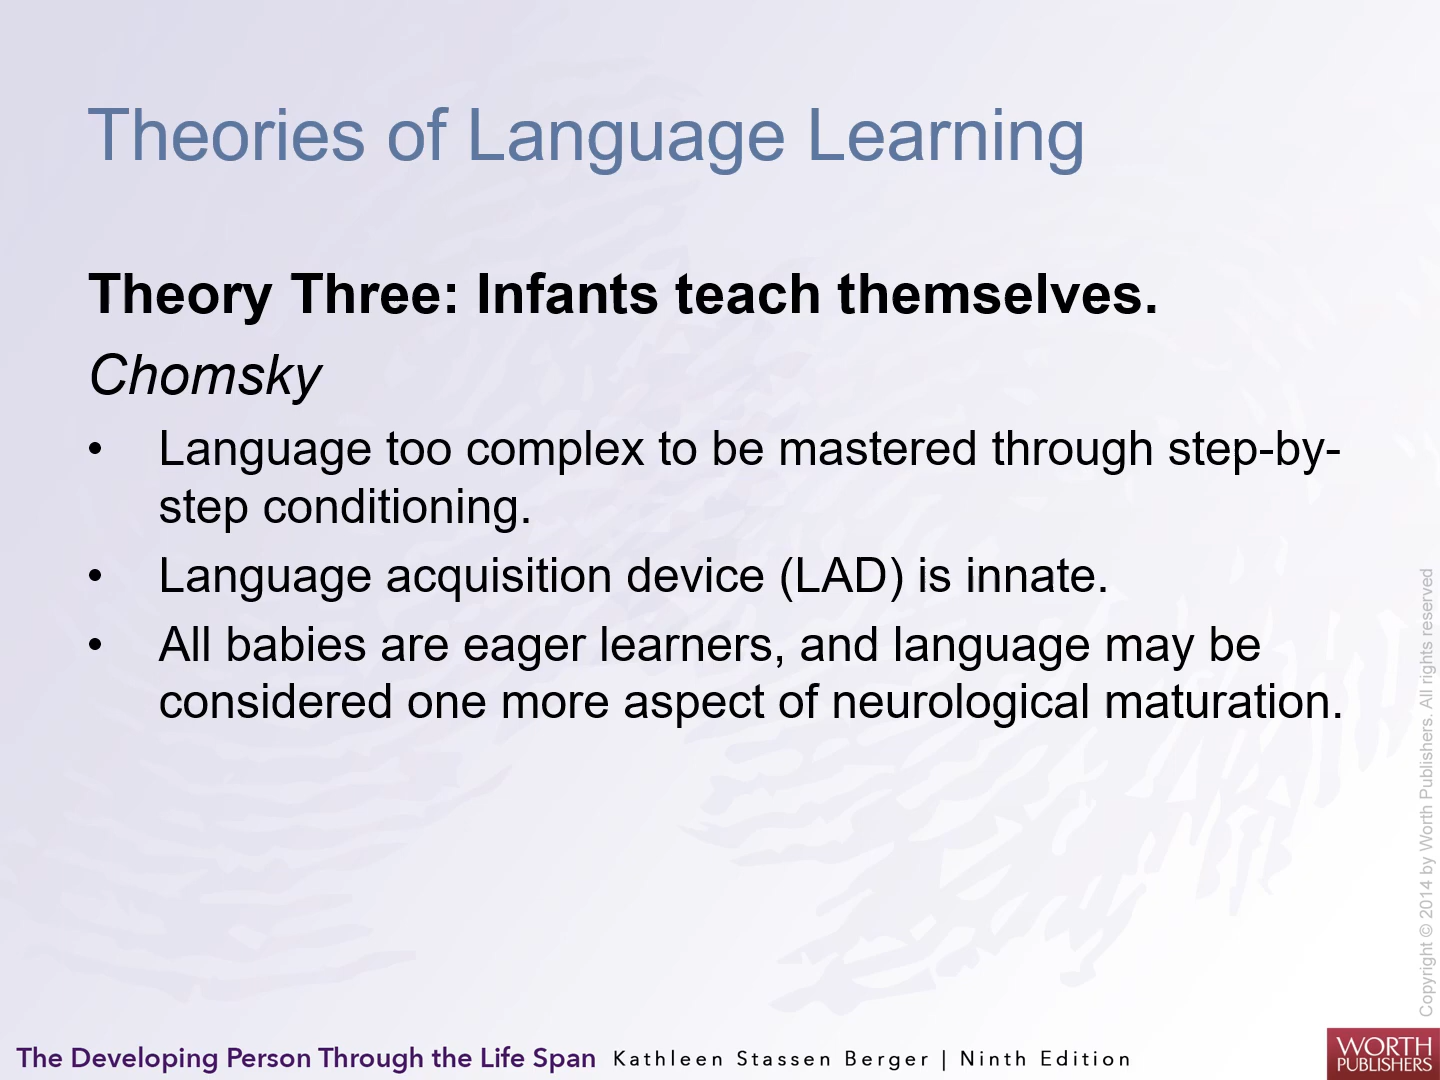 Theories of Language Learning
Theory Three: Infants teach themselves.
Chomsky
• Language too complex to be mastered through step-by-
step conditioning.
• Language acquisition device (LAD) is innate.
• All babies are eager learners, and language may be
considered one more aspect of neurological maturation.
Copyright © 2014 by Worth Publishers. All rights reserved
The Developing Person Through the Life Span Kathleen Stassen Berger | Ninth Edition
WORTH
PUBLISHERS